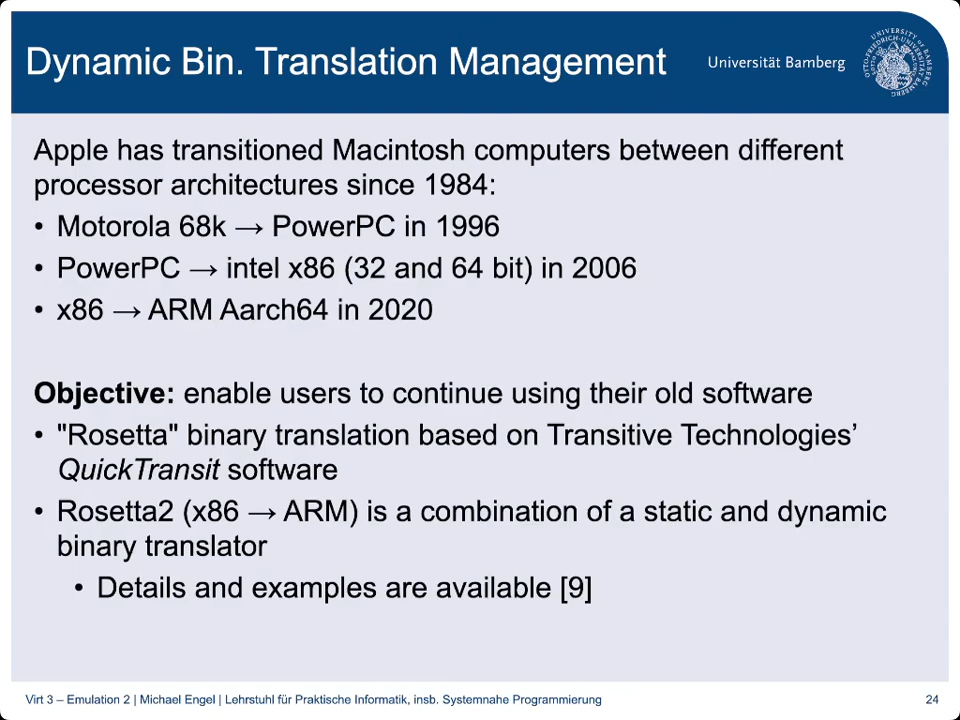 Dynamic Bin. Translation Management
Universität Bamberg
Apple has transitioned Macintosh computers between different
processor architectures since 1984:
• Motorola 68k → PowerPC in 1996
• PowerPC → intel x86 (32 and 64 bit) in 2006
• x86 → ARM Aarch64 in 2020
Objective: enable users to continue using their old software
• "Rosetta" binary translation based on Transitive Technologies’
QuickTransit software
• Rosetta2 (x86 → ARM) is a combination of a static and dynamic
binary translator
• Details and examples are available [9]
Virt 3 – Emulation 2 | Michael Engel | Lehrstuhl für Praktische Informatik, insb. Systemnahe Programmierung
24